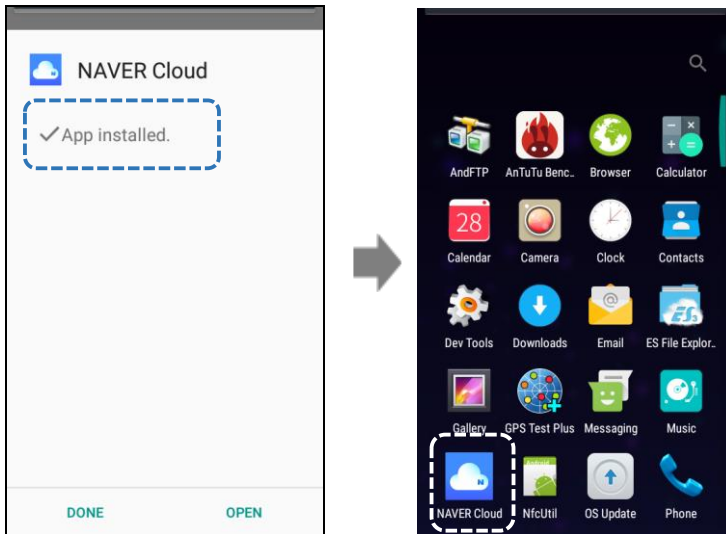 NAVER Cloud
App installed.
DONE OPEN
AndFTP AnTuTu Benc.. Browser Calculator
28
Calendar Camera Clock Contacts
Dev Tools Downloads Email ES File Explor..
Gallery GPS Test Plus Messaging Music
NAVER Cloud NfcUtil OS Update Phone